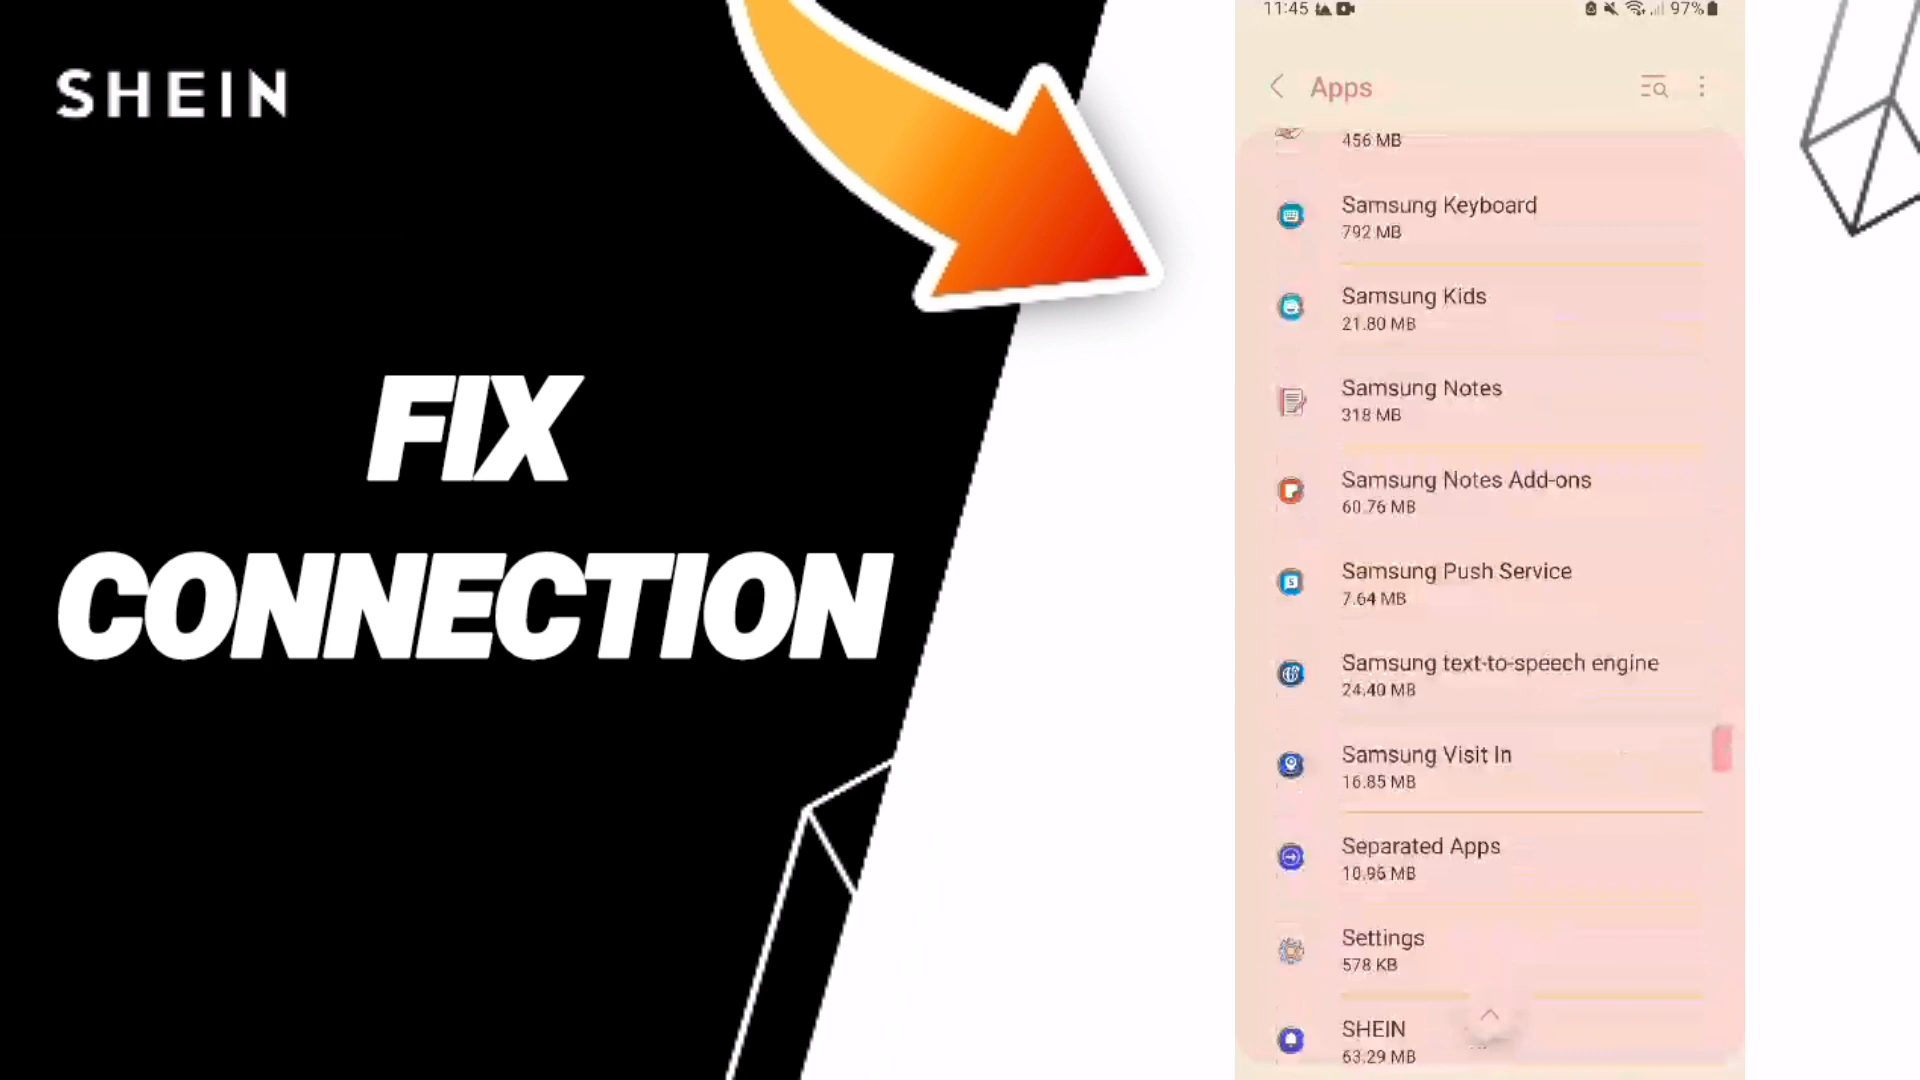 SHEIN
FIX
CONNECTION
11:45
97%
Apps
456 MB
Samsung Keyboard
792 MB
Samsung Kids
21.80 MB
Samsung Notes
318 MB
Samsung Notes Add-ons
60.76 MB
Samsung Push Service
7.64 MB
Samsung text-to-speech engine
24.40 MB
Samsung Visit In
16.85 MB
Separated Apps
10.96 MB
Settings
578 KB
SHEIN
63.29 MB